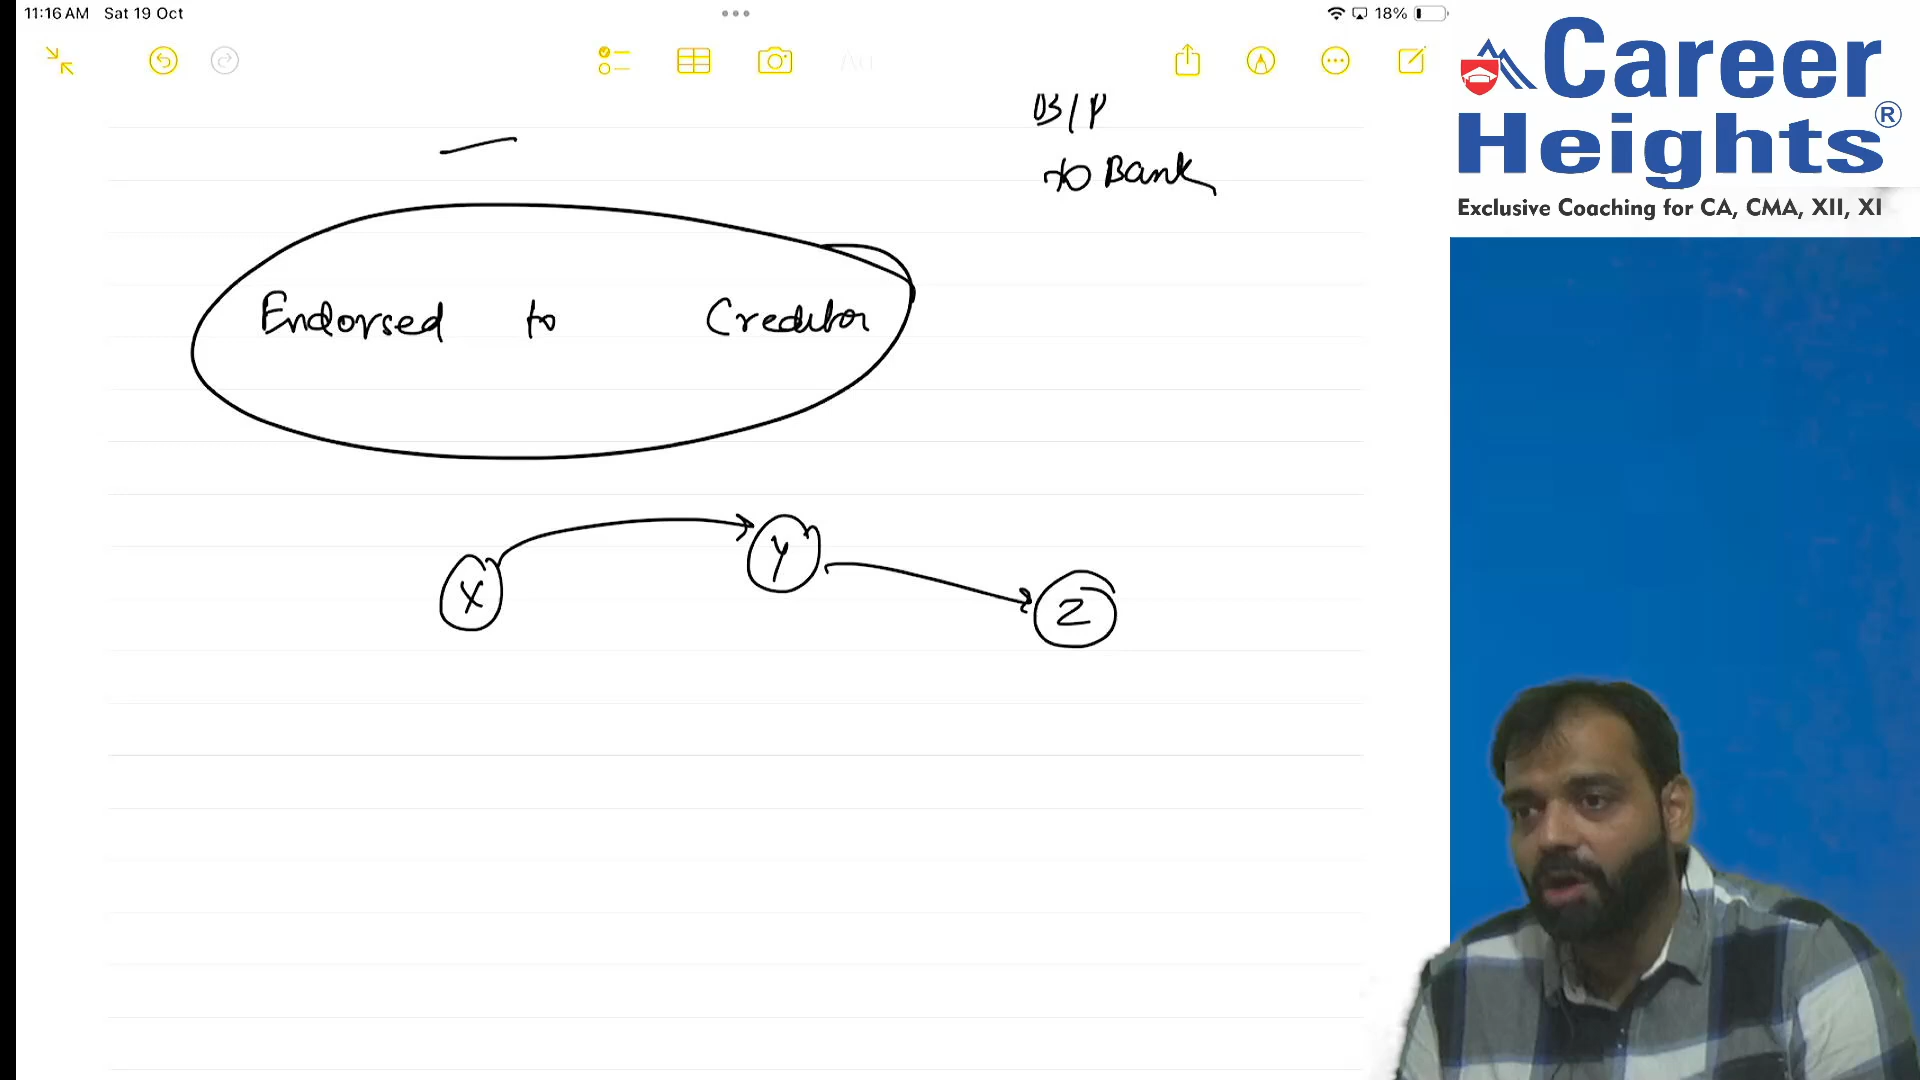 11:16 AM Sat 19 Oct
18%
Career
Heights®
Exclusive Coaching for CA, CMA, XII, XI
B/P
to Bank
Endorsed to Creditor
X
Y
Z